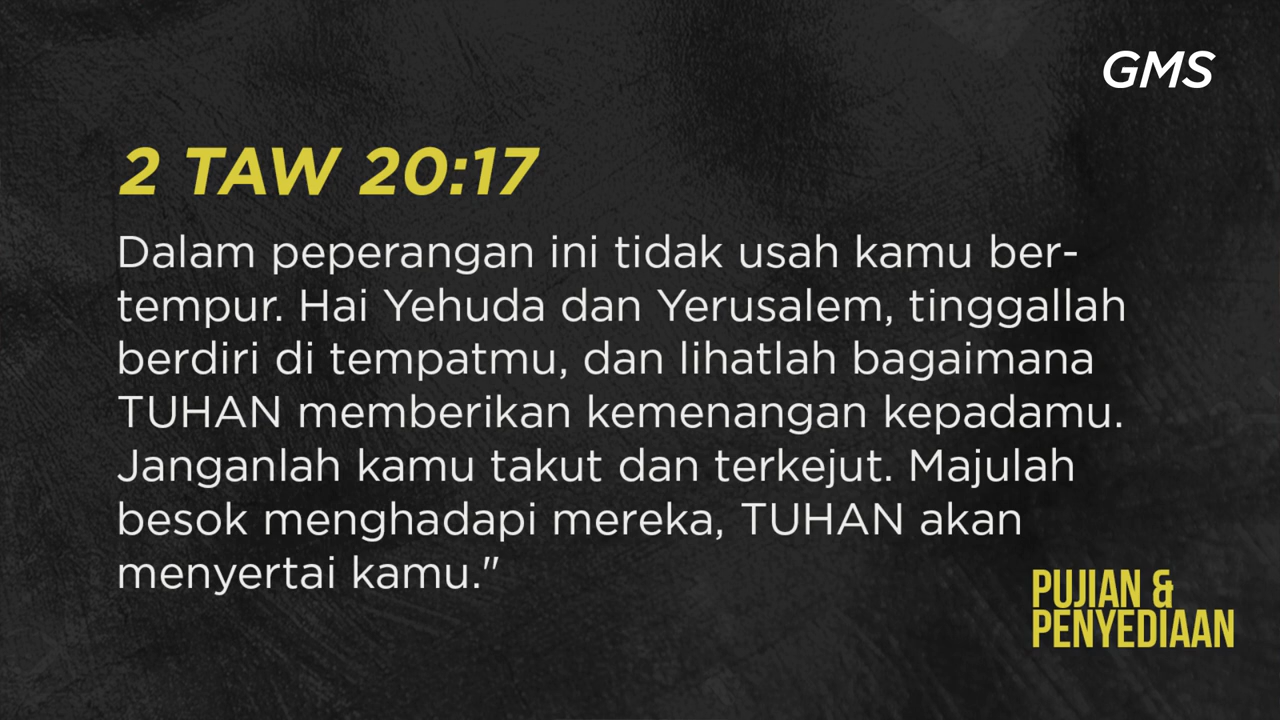 GMS
2 TAW 20:17
Dalam peperangan ini tidak usah kamu ber-
tempur. Hai Yehuda dan Yerusalem, tinggallah
berdiri di tempatmu, dan lihatlah bagaimana
TUHAN memberikan kemenangan kepadamu.
Janganlah kamu takut dan terkejut. Majulah
besok menghadapi mereka, TUHAN akan
menyertai kamu."
PUJIAN &
PENYEDIAAN